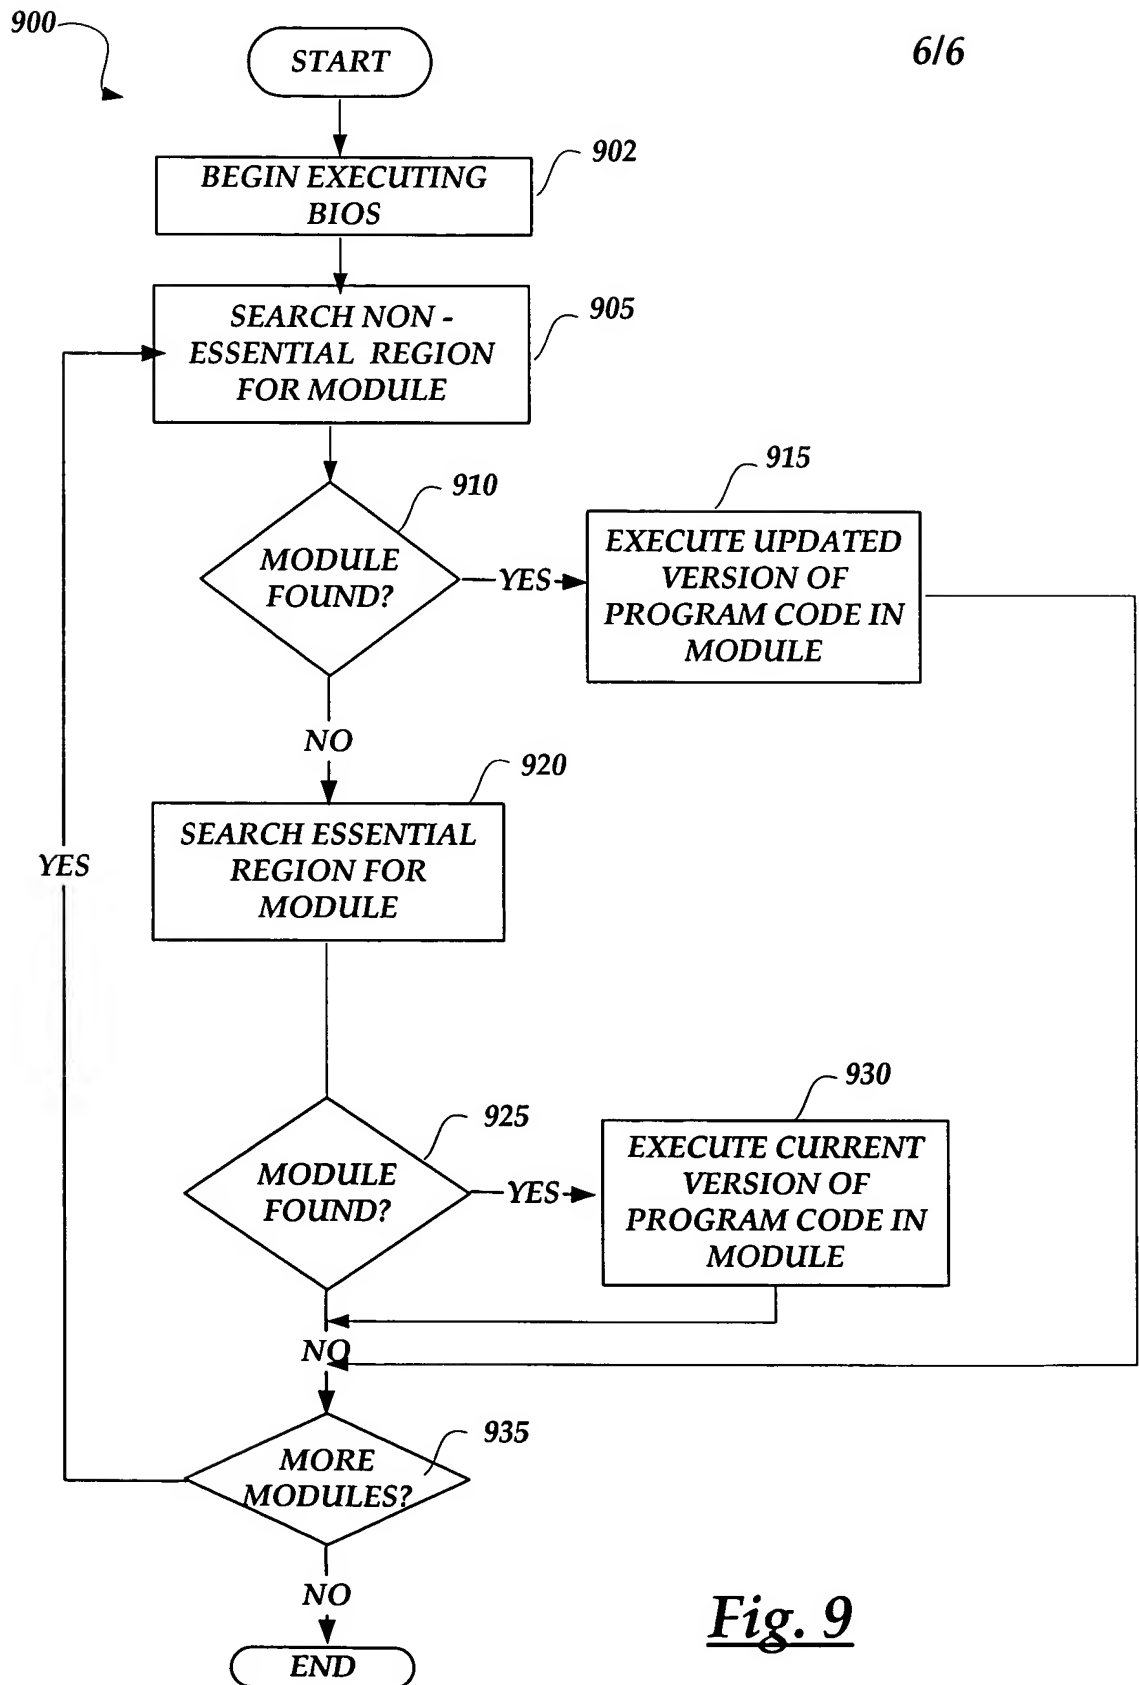 900
6/6
START
902
BEGIN EXECUTING
BIOS
905
SEARCH NON -
ESSENTIAL REGION
FOR MODULE
910
915
MODULE
FOUND?
YES
EXECUTE UPDATED
VERSION OF
PROGRAM CODE IN
MODULE
NO
920
SEARCH ESSENTIAL
REGION FOR
MODULE
YES
925
930
MODULE
FOUND?
YES
EXECUTE CURRENT
VERSION OF
PROGRAM CODE IN
MODULE
NO
935
MORE
MODULES?
NO
END
Fig. 9